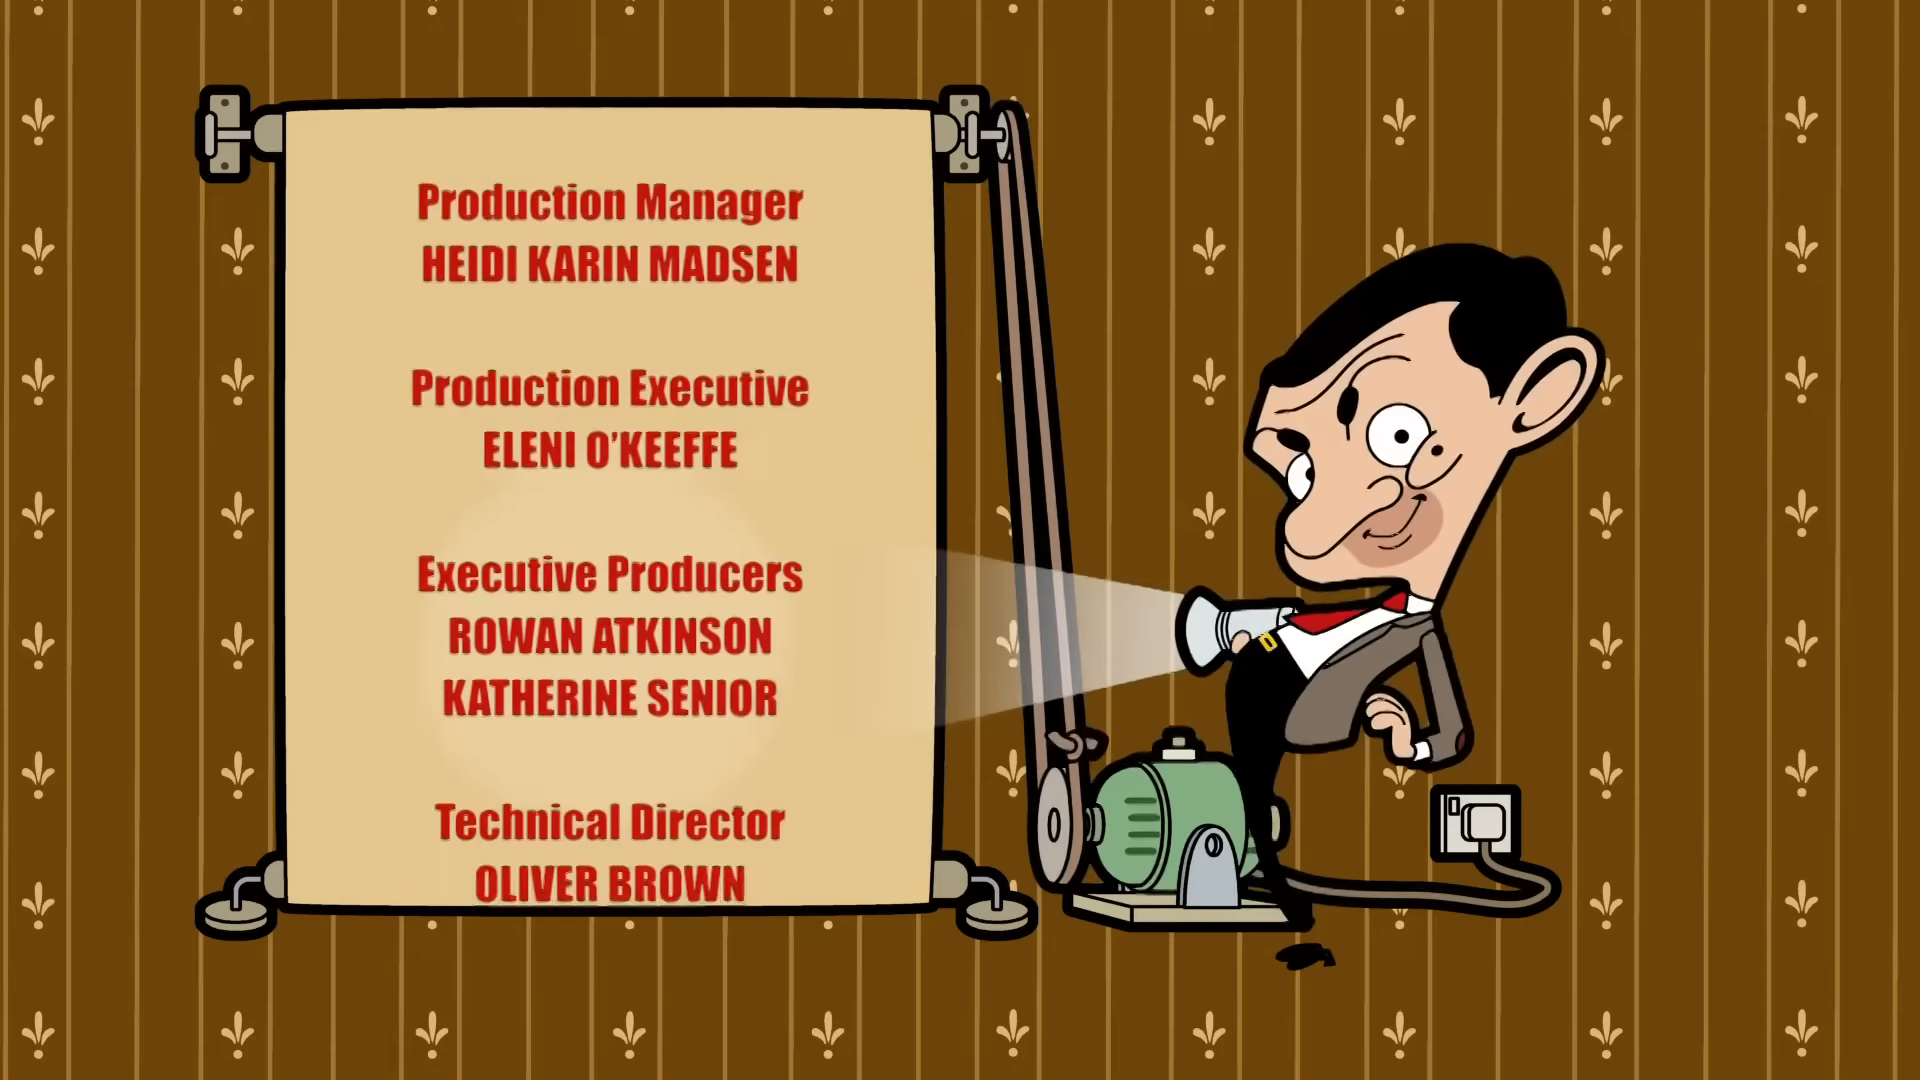 Production Manager
HEIDI KARIN MADSEN
Production Executive
ELENI O'KEEFFE
Executive Producers
ROWAN ATKINSON
KATHERINE SENIOR
Technical Director
OLIVER BROWN